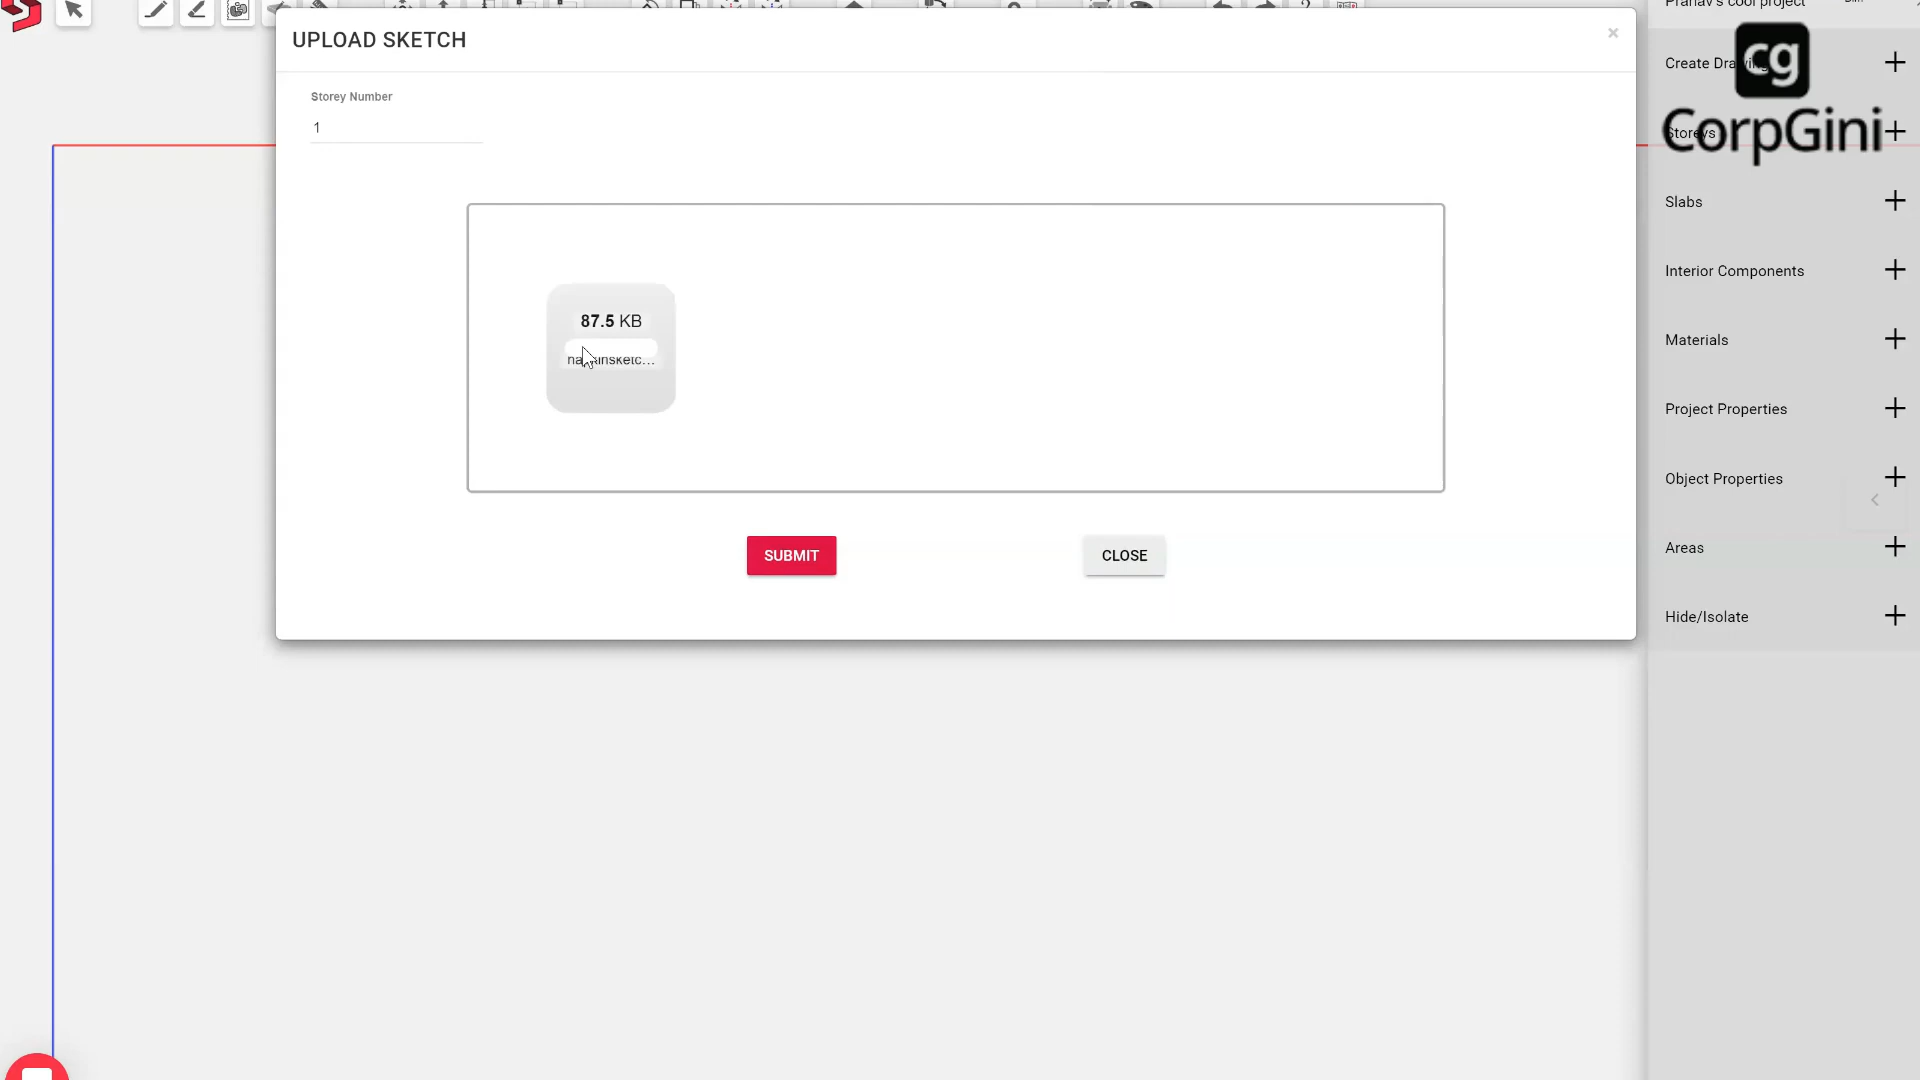 UPLOAD SKETCH
×
Storey Number
1
87.5 KB
SUBMIT
CLOSE
Pranav's cool project
cg
CorpGini
Create Drawing
Storeys
Slabs
Interior Components
Materials
Project Properties
Object Properties
Areas
Hide/Isolate